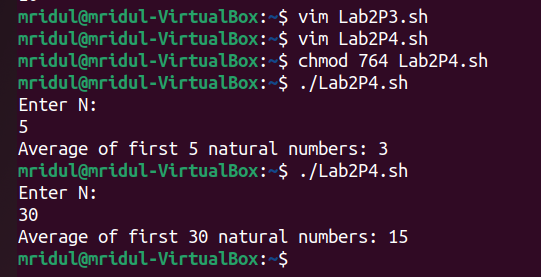 mridul@mridul-VirtualBox:~$ vim Lab2P3.sh
mridul@mridul-VirtualBox:~$ vim Lab2P4.sh
mridul@mridul-VirtualBox:~$ chmod 764 Lab2P4.sh
mridul@mridul-VirtualBox:~$ ./Lab2P4.sh
Enter N:
5
Average of first 5 natural numbers: 3
mridul@mridul-VirtualBox:~$ ./Lab2P4.sh
Enter N:
30
Average of first 30 natural numbers: 15
mridul@mridul-VirtualBox:~$